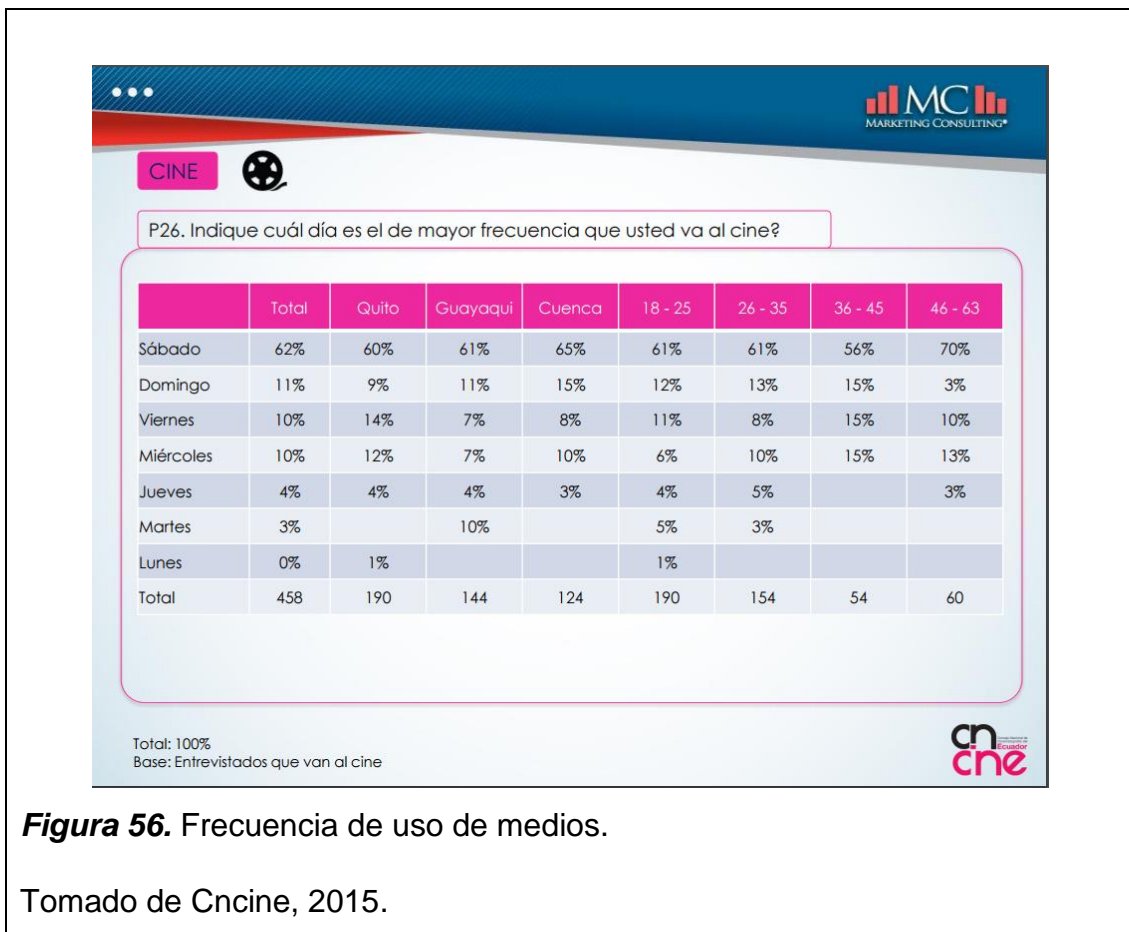 MC
MARKETING CONSULTING
CINE
P26. Indique cuál día es el de mayor frecuencia que usted va al cine?
Total Quito Guayaqui Cuenca 18 - 25 26 - 35 36 - 45 46 - 63
Sábado 62% 60% 61% 65% 61% 61% 56% 70%
Domingo 11% 9% 11% 15% 12% 13% 15% 3%
Viernes 10% 14% 7% 8% 11% 8% 15% 10%
Miércoles 10% 12% 7% 10% 6% 10% 15% 13%
Jueves 4% 4% 4% 3% 4% 5% 3%
Martes 3% 10% 5% 3%
Lunes 0% 1% 1%
Total 458 190 144 124 190 154 54 60
Total: 100%
Base: Entrevistados que van al cine
cn
cine
Ecuador
Figura 56. Frecuencia de uso de medios.
Tomado de Cncine, 2015.